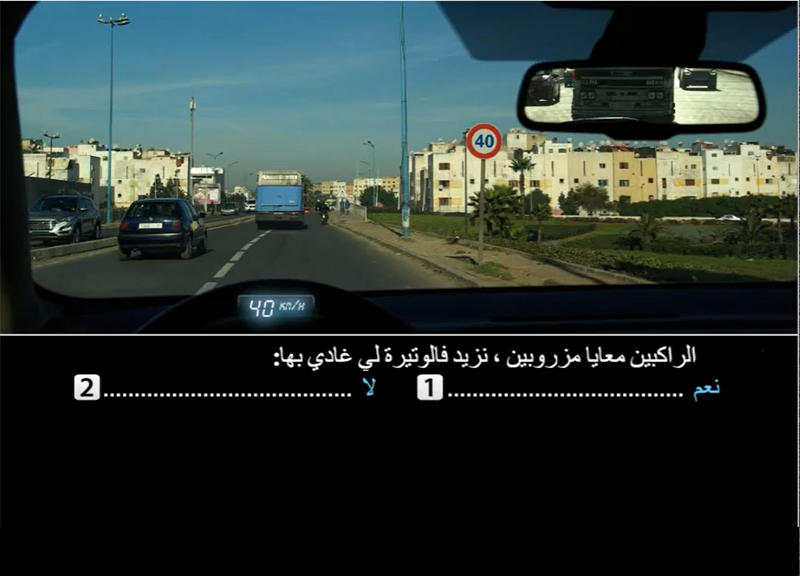 40
40 KM/H
الراكبين معايا مزروبين ، نزيد فالوتيرة لي غادي بها:
نعم ................................... 1
لا ................................... 2